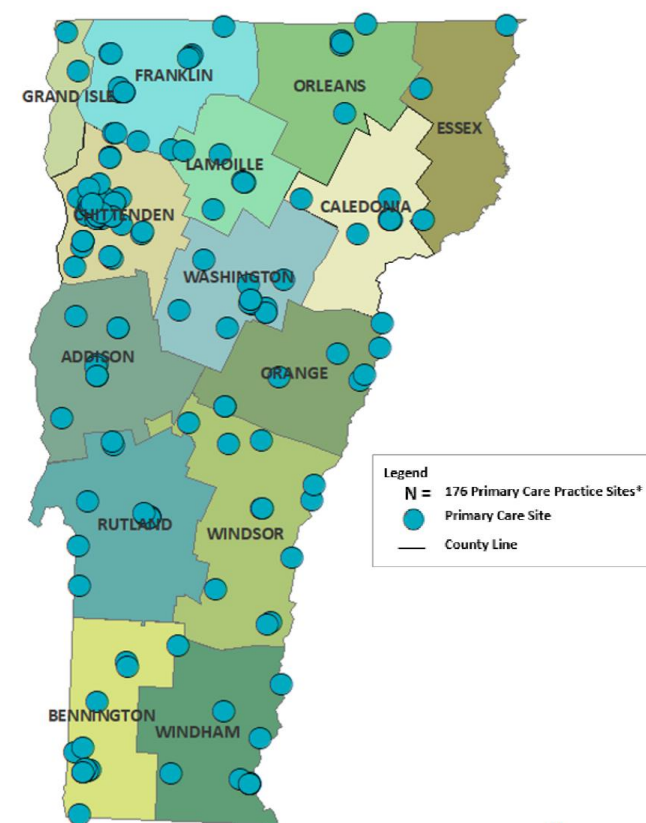 FRANKLIN
ORLEANS
GRAND ISLE
ESSEX
LAMOILLE
CALEDONIA
CHITTENDEN
WASHINGTON
ADDISON
ORANGE
Legend
N = 176 Primary Care Practice Sites*
Primary Care Site
County Line
RUTLAND
WINDSOR
BENNINGTON
WINDHAM